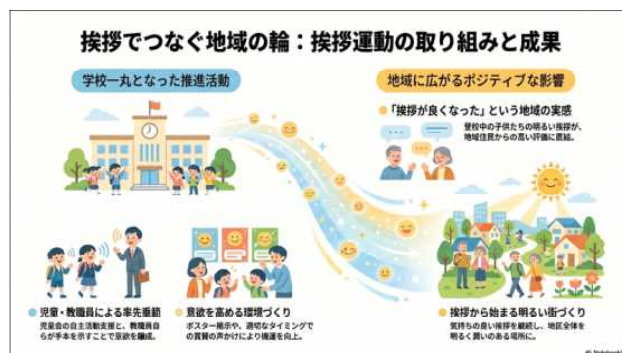 挨拶でつなぐ地域の輪：挨拶運動の取り組みと成果
学校一丸となった推進活動
児童・教職員による率先垂範
児童会の自主活動支援と、教職員自
らが手本を示すことで意欲を醸成。
意欲を高める環境づくり
ポスター掲示や、適切なタイミングで
の賞賛の声かけにより機運を向上。
地域に広がるポジティブな影響
「挨拶が良くなった」という地域の実感
登校中の子供たちの明るい挨拶が、
地域住民からの高い評価に直結。
挨拶から始まる明るい街づくり
気持ちの良い挨拶を継続し、地区全体を
明るく潤いのある場所に。